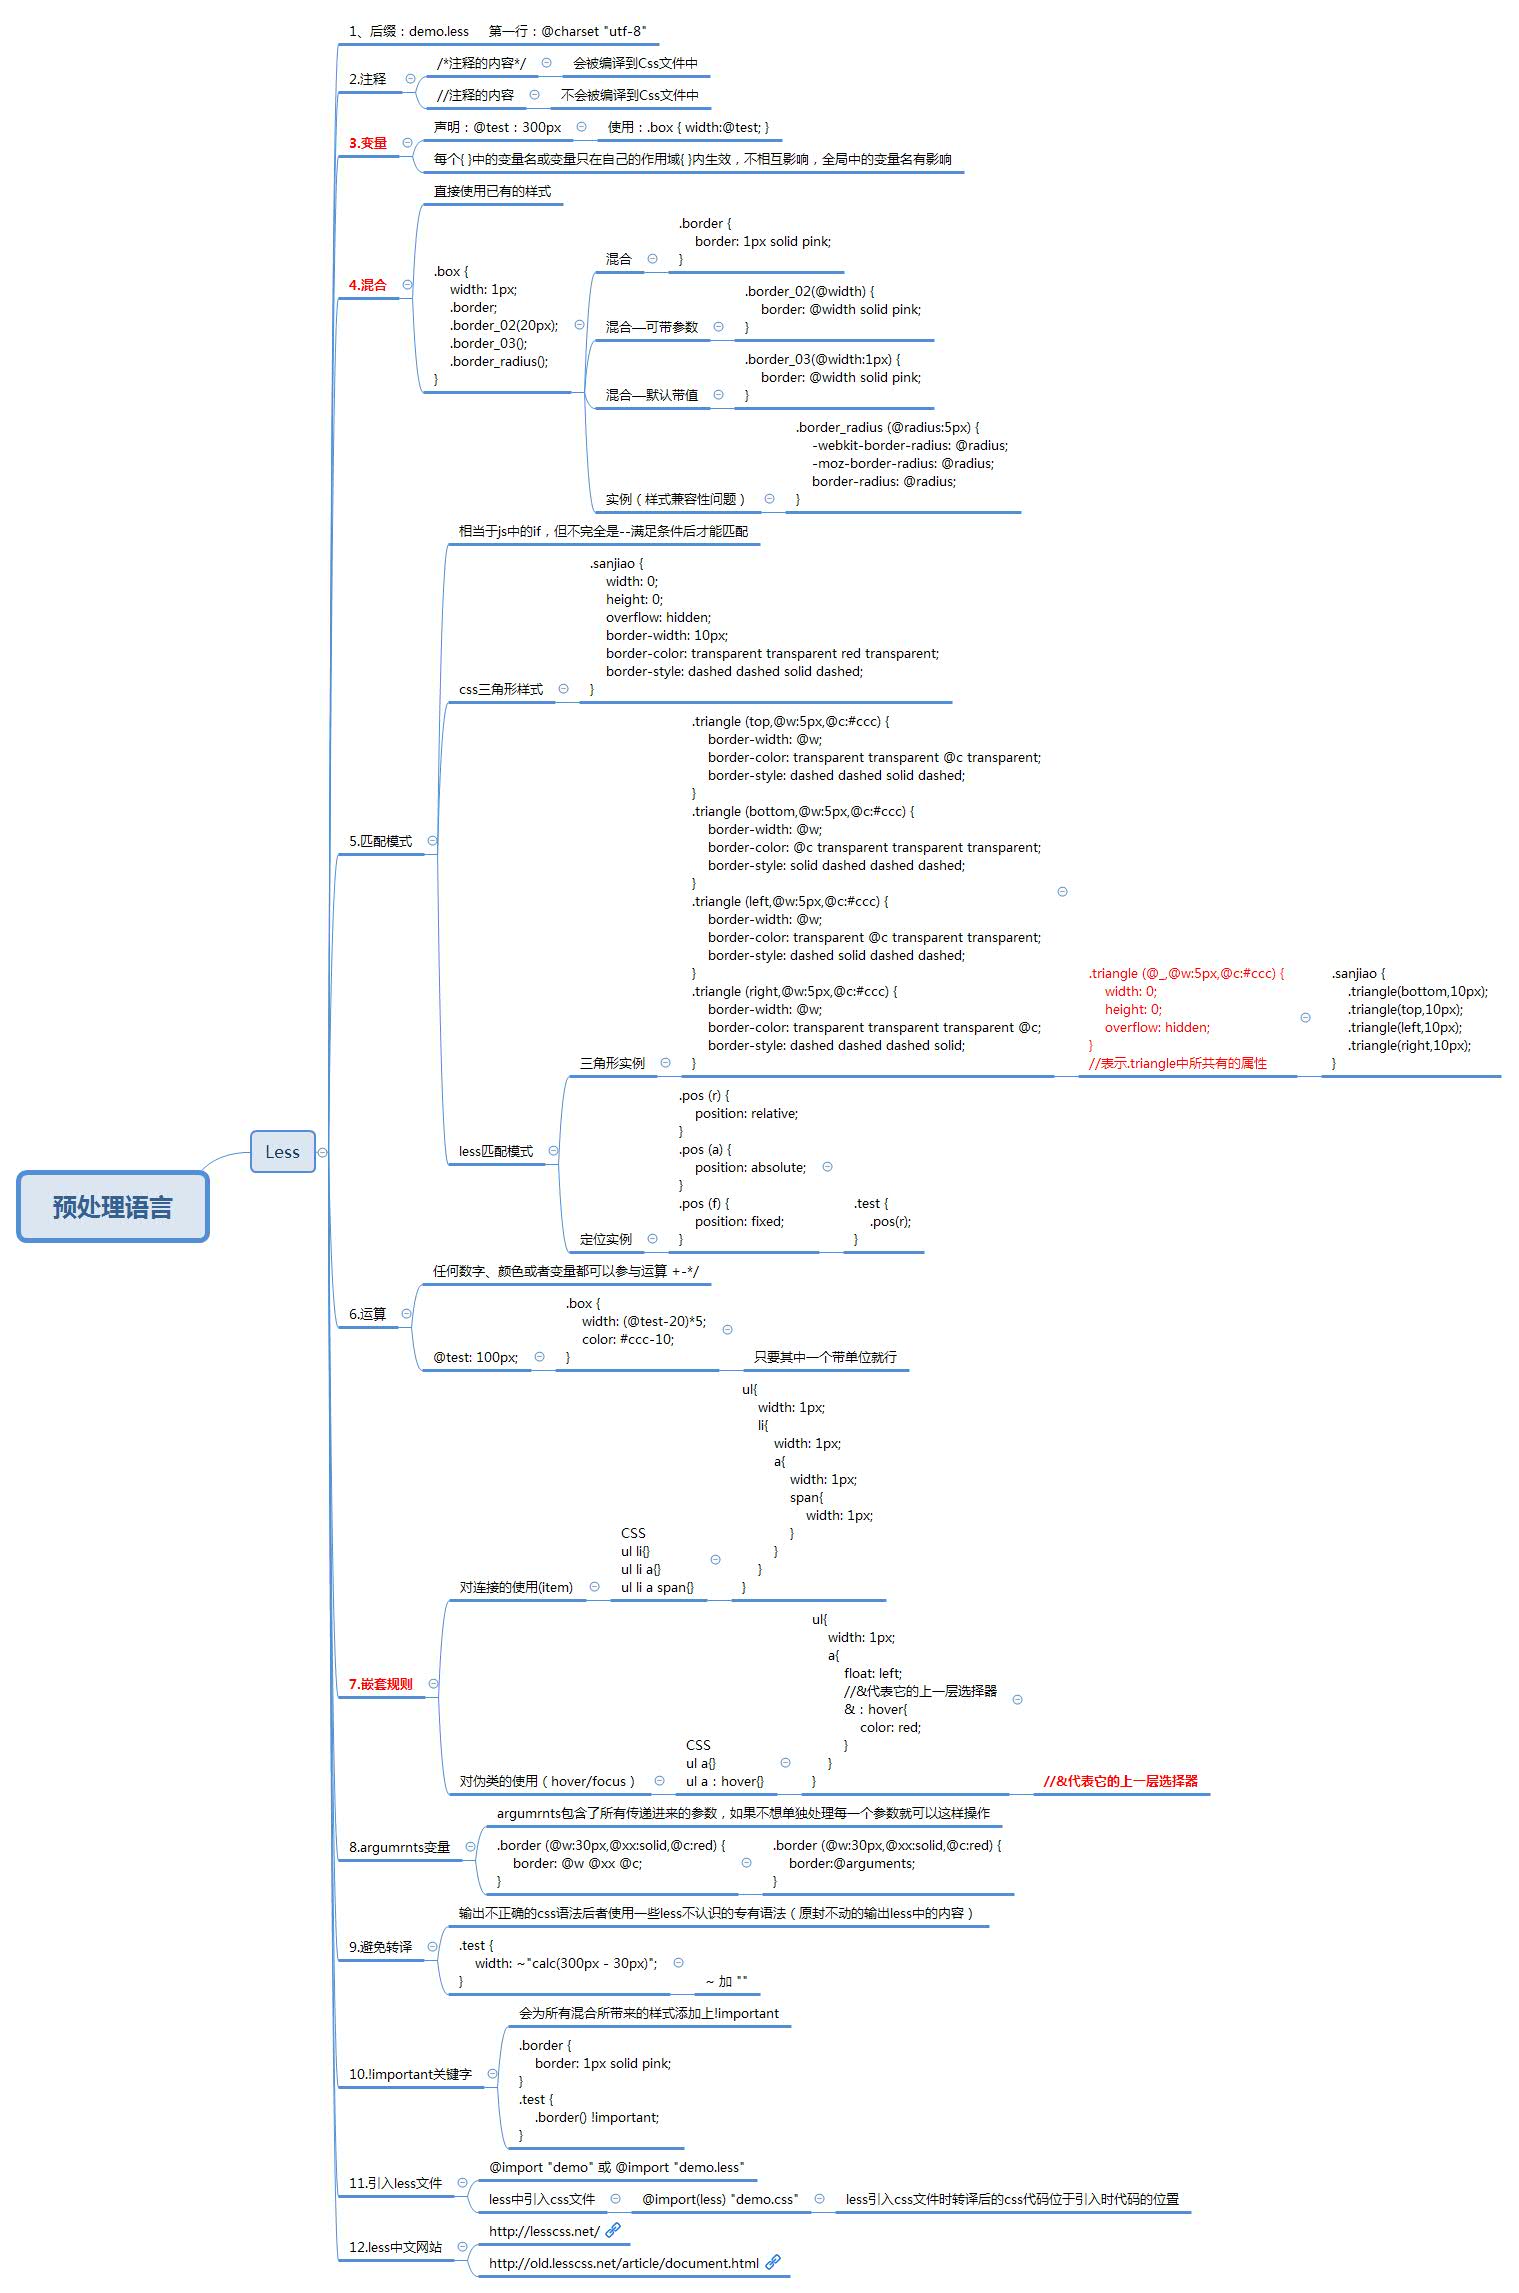 预处理语言
Less
1、后缀：demo.less 第一行：@charset "utf-8"
2.注释
/*注释的内容*/
会被编译到Css文件中
//注释的内容
不会被编译到Css文件中
3.变量
声明：@test：300px
使用：.box { width:@test; }
每个{ }中的变量名或变量只在自己的作用域{ }内生效，不相互影响，全局中的变量名有影响
4.混合
直接使用已有的样式
.box {
width: 1px;
.border;
.border_02(20px);
.border_03();
.border_radius();
}
混合
.border {
border: 1px solid pink;
}
混合—可带参数
.border_02(@width) {
border: @width solid pink;
}
混合—默认带值
.border_03(@width:1px) {
border: @width solid pink;
}
实例（样式兼容性问题）
.border_radius (@radius:5px) {
-webkit-border-radius: @radius;
-moz-border-radius: @radius;
border-radius: @radius;
}
5.匹配模式
相当于js中的if，但不完全是--满足条件后才能匹配
css三角形样式
.sanjiao {
width: 0;
height: 0;
overflow: hidden;
border-width: 10px;
border-color: transparent transparent red transparent;
border-style: dashed dashed solid dashed;
}
less匹配模式
三角形实例
.triangle (top,@w:5px,@c:#ccc) {
border-width: @w;
border-color: transparent transparent @c transparent;
border-style: dashed dashed solid dashed;
}
.triangle (bottom,@w:5px,@c:#ccc) {
border-width: @w;
border-color: @c transparent transparent transparent;
border-style: solid dashed dashed dashed;
}
.triangle (left,@w:5px,@c:#ccc) {
border-width: @w;
border-color: transparent @c transparent transparent;
border-style: dashed solid dashed dashed;
}
.triangle (right,@w:5px,@c:#ccc) {
border-width: @w;
border-color: transparent transparent transparent @c;
border-style: dashed dashed dashed solid;
}
.triangle (@_,@w:5px,@c:#ccc) {
width: 0;
height: 0;
overflow: hidden;
}
//表示.triangle中所共有的属性
.sanjiao {
.triangle(bottom,10px);
.triangle(top,10px);
.triangle(left,10px);
.triangle(right,10px);
}
定位实例
.pos (r) {
position: relative;
}
.pos (a) {
position: absolute;
}
.pos (f) {
position: fixed;
}
.test {
.pos(r);
}
6.运算
任何数字、颜色或者变量都可以参与运算 +-*/
@test: 100px;
.box {
width: (@test-20)*5;
color: #ccc-10;
}
只要其中一个带单位就行
7.嵌套规则
对连接的使用(item)
CSS
ul li{}
ul li a{}
ul li a span{}
ul{
width: 1px;
li{
width: 1px;
a{
width: 1px;
span{
width: 1px;
}
}
}
}
对伪类的使用（hover/focus）
CSS
ul a{}
ul a：hover{}
ul{
width: 1px;
a{
float: left;
//&代表它的上一层选择器
&：hover{
color: red;
}
}
}
//&代表它的上一层选择器
8.argumrnts变量
argumrnts包含了所有传递进来的参数，如果不想单独处理每一个参数就可以这样操作
.border (@w:30px,@xx:solid,@c:red) {
border: @w @xx @c;
}
.border (@w:30px,@xx:solid,@c:red) {
border:@arguments;
}
9.避免转译
输出不正确的css语法后者使用一些less不认识的专有语法（原封不动的输出less中的内容）
.test {
width: ~"calc(300px - 30px)";
}
~ 加 ""
10.!important关键字
会为所有混合所带来的样式添加上!important
.border {
border: 1px solid pink;
}
.test {
.border() !important;
}
11.引入less文件
@import "demo" 或 @import "demo.less"
less中引入css文件
@import(less) "demo.css"
less引入css文件时转译后的css代码位于引入时代码的位置
12.less中文网站
http://lesscss.net/
http://old.lesscss.net/article/document.html